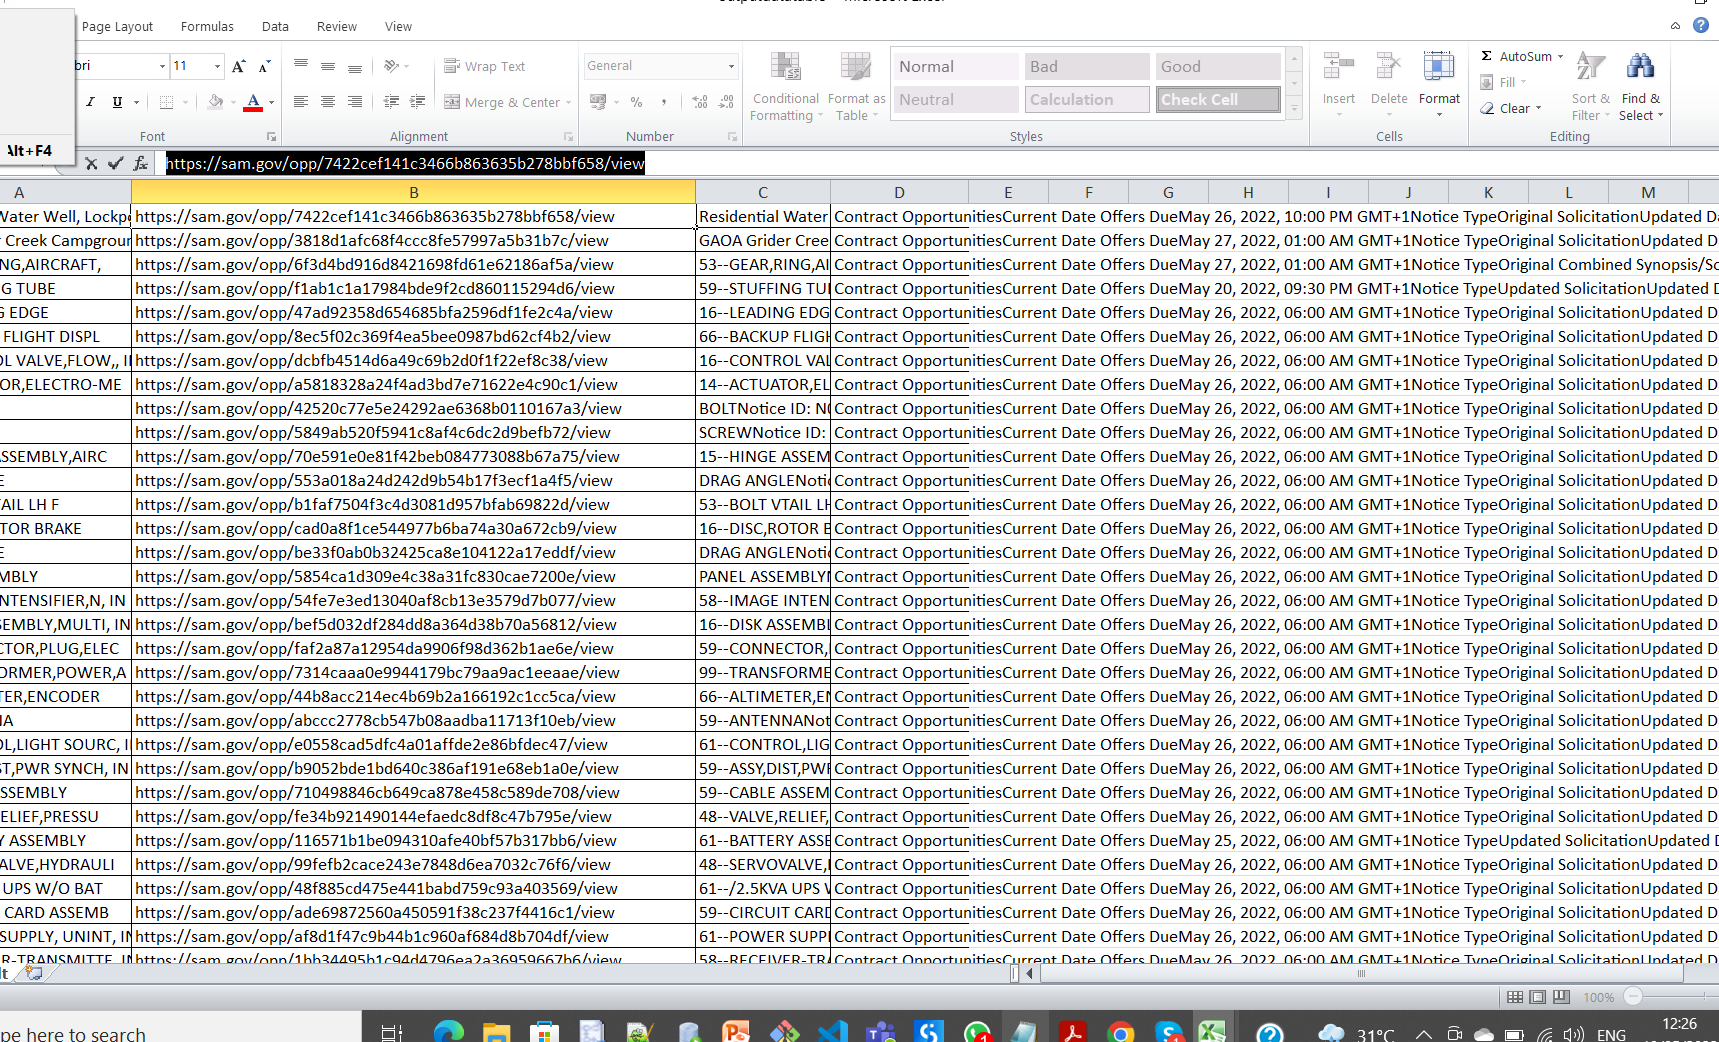 Page Layout Formulas Data Review View
11 A A Wrap Text General Normal Bad Good Σ AutoSum
I U A Merge & Center % , Neutral Calculation Check Cell Fill
Conditional Formatting Format as Table Insert Delete Format Clear Sort & Filter Find & Select
Font Alignment Number Styles Cells Editing
Alt+F4
https://sam.gov/opp/7422cef141c3466b863635b278bbf658/view
A B C D E F G H I J K L M
Water Well, Lockp https://sam.gov/opp/7422cef141c3466b863635b278bbf658/view Residential Water Contract OpportunitiesCurrent Date Offers DueMay 26, 2022, 10:00 PM GMT+1Notice TypeOriginal SolicitationUpdated Da
r Creek Campgroun https://sam.gov/opp/3818d1afc68f4ccc8fe57997a5b31b7c/view GAOA Grider Cree Contract OpportunitiesCurrent Date Offers DueMay 27, 2022, 01:00 AM GMT+1Notice TypeOriginal SolicitationUpdated D
NG,AIRCRAFT, https://sam.gov/opp/6f3d4bd916d8421698fd61e62186af5a/view 53--GEAR,RING,AI Contract OpportunitiesCurrent Date Offers DueMay 27, 2022, 01:00 AM GMT+1Notice TypeOriginal Combined Synopsis/So
G TUBE https://sam.gov/opp/f1ab1c1a17984bde9f2cd860115294d6/view 59--STUFFING TUI Contract OpportunitiesCurrent Date Offers DueMay 20, 2022, 09:30 PM GMT+1Notice TypeUpdated SolicitationUpdated D
G EDGE https://sam.gov/opp/47ad92358d654685bfa2596df1fe2c4a/view 16--LEADING EDG Contract OpportunitiesCurrent Date Offers DueMay 26, 2022, 06:00 AM GMT+1Notice TypeOriginal SolicitationUpdated D
FLIGHT DISPL https://sam.gov/opp/8ec5f02c369f4ea5bee0987bd62cf4b2/view 66--BACKUP FLIGH Contract OpportunitiesCurrent Date Offers DueMay 26, 2022, 06:00 AM GMT+1Notice TypeOriginal SolicitationUpdated D
OL VALVE,FLOW,, I https://sam.gov/opp/dcbfb4514d6a49c69b2d0f1f22ef8c38/view 16--CONTROL VAL Contract OpportunitiesCurrent Date Offers DueMay 26, 2022, 06:00 AM GMT+1Notice TypeOriginal SolicitationUpdated D
OR,ELECTRO-ME https://sam.gov/opp/a5818328a24f4ad3bd7e71622e4c90c1/view 14--ACTUATOR,EL Contract OpportunitiesCurrent Date Offers DueMay 26, 2022, 06:00 AM GMT+1Notice TypeOriginal SolicitationUpdated D
https://sam.gov/opp/42520c77e5e24292ae6368b0110167a3/view BOLTNotice ID: N0 Contract OpportunitiesCurrent Date Offers DueMay 26, 2022, 06:00 AM GMT+1Notice TypeOriginal SolicitationUpdated D
https://sam.gov/opp/5849ab520f5941c8af4c6dc2d9befb72/view SCREWNotice ID: Contract OpportunitiesCurrent Date Offers DueMay 26, 2022, 06:00 AM GMT+1Notice TypeOriginal SolicitationUpdated D
ASSEMBLY,AIRC https://sam.gov/opp/70e591e0e81f42beb084773088b67a75/view 15--HINGE ASSEM Contract OpportunitiesCurrent Date Offers DueMay 26, 2022, 06:00 AM GMT+1Notice TypeOriginal SolicitationUpdated D
E https://sam.gov/opp/553a018a24d242d9b54b17f3ecf1a4f5/view DRAG ANGLENoti Contract OpportunitiesCurrent Date Offers DueMay 26, 2022, 06:00 AM GMT+1Notice TypeOriginal SolicitationUpdated D
TAIL LH F https://sam.gov/opp/b1faf7504f3c4d3081d957bfab69822d/view 53--BOLT VTAIL LH Contract OpportunitiesCurrent Date Offers DueMay 26, 2022, 06:00 AM GMT+1Notice TypeOriginal SolicitationUpdated D
TOR BRAKE https://sam.gov/opp/cad0a8f1ce544977b6ba74a30a672cb9/view 16--DISC,ROTOR B Contract OpportunitiesCurrent Date Offers DueMay 26, 2022, 06:00 AM GMT+1Notice TypeOriginal SolicitationUpdated D
E https://sam.gov/opp/be33f0ab0b32425ca8e104122a17eddf/view DRAG ANGLENoti Contract OpportunitiesCurrent Date Offers DueMay 26, 2022, 06:00 AM GMT+1Notice TypeOriginal SolicitationUpdated D
MBLY https://sam.gov/opp/5854ca1d309e4c38a31fc830cae7200e/view PANEL ASSEMBLY Contract OpportunitiesCurrent Date Offers DueMay 26, 2022, 06:00 AM GMT+1Notice TypeOriginal SolicitationUpdated D
NTENSIFIER,N, IN https://sam.gov/opp/54fe7e3ed13040af8cb13e3579d7b077/view 58--IMAGE INTEN Contract OpportunitiesCurrent Date Offers DueMay 26, 2022, 06:00 AM GMT+1Notice TypeOriginal SolicitationUpdated D
SEMBLY,MULTI, IN https://sam.gov/opp/bef5d032df284dd8a364d38b70a56812/view 16--DISK ASSEMBL Contract OpportunitiesCurrent Date Offers DueMay 26, 2022, 06:00 AM GMT+1Notice TypeOriginal SolicitationUpdated D
CTOR,PLUG,ELEC https://sam.gov/opp/faf2a87a12954da9906f98d362b1ae6e/view 59--CONNECTOR, Contract OpportunitiesCurrent Date Offers DueMay 26, 2022, 06:00 AM GMT+1Notice TypeOriginal SolicitationUpdated D
ORMER,POWER,A https://sam.gov/opp/7314caaa0e9944179bc79aa9ac1eeaae/view 99--TRANSFORME Contract OpportunitiesCurrent Date Offers DueMay 26, 2022, 06:00 AM GMT+1Notice TypeOriginal SolicitationUpdated D
TER,ENCODER https://sam.gov/opp/44b8acc214ec4b69b2a166192c1cc5ca/view 66--ALTIMETER,EN Contract OpportunitiesCurrent Date Offers DueMay 26, 2022, 06:00 AM GMT+1Notice TypeOriginal SolicitationUpdated D
NA https://sam.gov/opp/abccc2778cb547b08aadba11713f10eb/view 59--ANTENNANot Contract OpportunitiesCurrent Date Offers DueMay 26, 2022, 06:00 AM GMT+1Notice TypeOriginal SolicitationUpdated D
OL,LIGHT SOURC, I https://sam.gov/opp/e0558cad5dfc4a01affde2e86bfdec47/view 61--CONTROL,LIG Contract OpportunitiesCurrent Date Offers DueMay 26, 2022, 06:00 AM GMT+1Notice TypeOriginal SolicitationUpdated D
ST,PWR SYNCH, IN https://sam.gov/opp/b9052bde1bd640c386af191e68eb1a0e/view 59--ASSY,DIST,PWI Contract OpportunitiesCurrent Date Offers DueMay 26, 2022, 06:00 AM GMT+1Notice TypeOriginal SolicitationUpdated D
ASSEMBLY https://sam.gov/opp/710498846cb649ca878e458c589de708/view 59--CABLE ASSEM Contract OpportunitiesCurrent Date Offers DueMay 26, 2022, 06:00 AM GMT+1Notice TypeOriginal SolicitationUpdated D
ELIEF,PRESSU https://sam.gov/opp/fe34b921490144efaedc8df8c47b795e/view 48--VALVE,RELIEF, Contract OpportunitiesCurrent Date Offers DueMay 26, 2022, 06:00 AM GMT+1Notice TypeOriginal SolicitationUpdated D
Y ASSEMBLY https://sam.gov/opp/116571b1be094310afe40bf57b317bb6/view 61--BATTERY ASSE Contract OpportunitiesCurrent Date Offers DueMay 25, 2022, 06:00 AM GMT+1Notice TypeUpdated SolicitationUpdated D
ALVE,HYDRAULI https://sam.gov/opp/99fefb2cace243e7848d6ea7032c76f6/view 48--SERVOVALVE, Contract OpportunitiesCurrent Date Offers DueMay 26, 2022, 06:00 AM GMT+1Notice TypeOriginal SolicitationUpdated D
UPS W/O BAT https://sam.gov/opp/48f885cd475e441babd759c93a403569/view 61--/2.5KVA UPS Contract OpportunitiesCurrent Date Offers DueMay 26, 2022, 06:00 AM GMT+1Notice TypeOriginal SolicitationUpdated D
CARD ASSEMB https://sam.gov/opp/ade69872560a450591f38c237f4416c1/view 59--CIRCUIT CARD Contract OpportunitiesCurrent Date Offers DueMay 26, 2022, 06:00 AM GMT+1Notice TypeOriginal SolicitationUpdated D
SUPPLY, UNINT, IN https://sam.gov/opp/af8d1f47c9b44b1c960af684d8b704df/view 61--POWER SUPPI Contract OpportunitiesCurrent Date Offers DueMay 26, 2022, 06:00 AM GMT+1Notice TypeOriginal SolicitationUpdated D
R-TRANSMITTE, I https://sam.gov/opp/1bb34495b1c94d4796ea2a36959667b6/view 58--RECEIVER-TRA Contract OpportunitiesCurrent Date Offers DueMay 26, 2022, 06:00 AM GMT+1Notice TypeOriginal SolicitationUpdated D
100%
pe here to search 31°C ENG 12:26